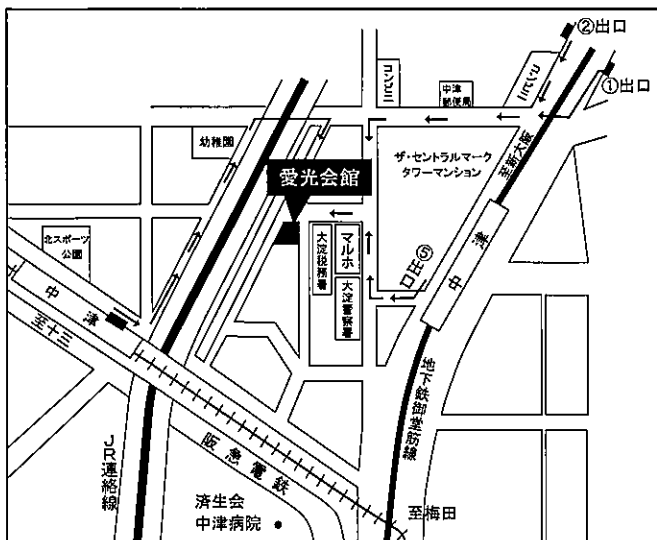 ②出口
①出口
コンビニ
コンビニ
中津
郵便局
幼稚園
ザ・セントラルマーク
タワーマンション
至新大阪
愛光会館
北スポーツ
公園
大淀税務署
マルホ
大淀警察署
⑤出口
中津
中津
至十三
地下鉄御堂筋線
JR連絡線
阪急電鉄
済生会
中津病院
至梅田